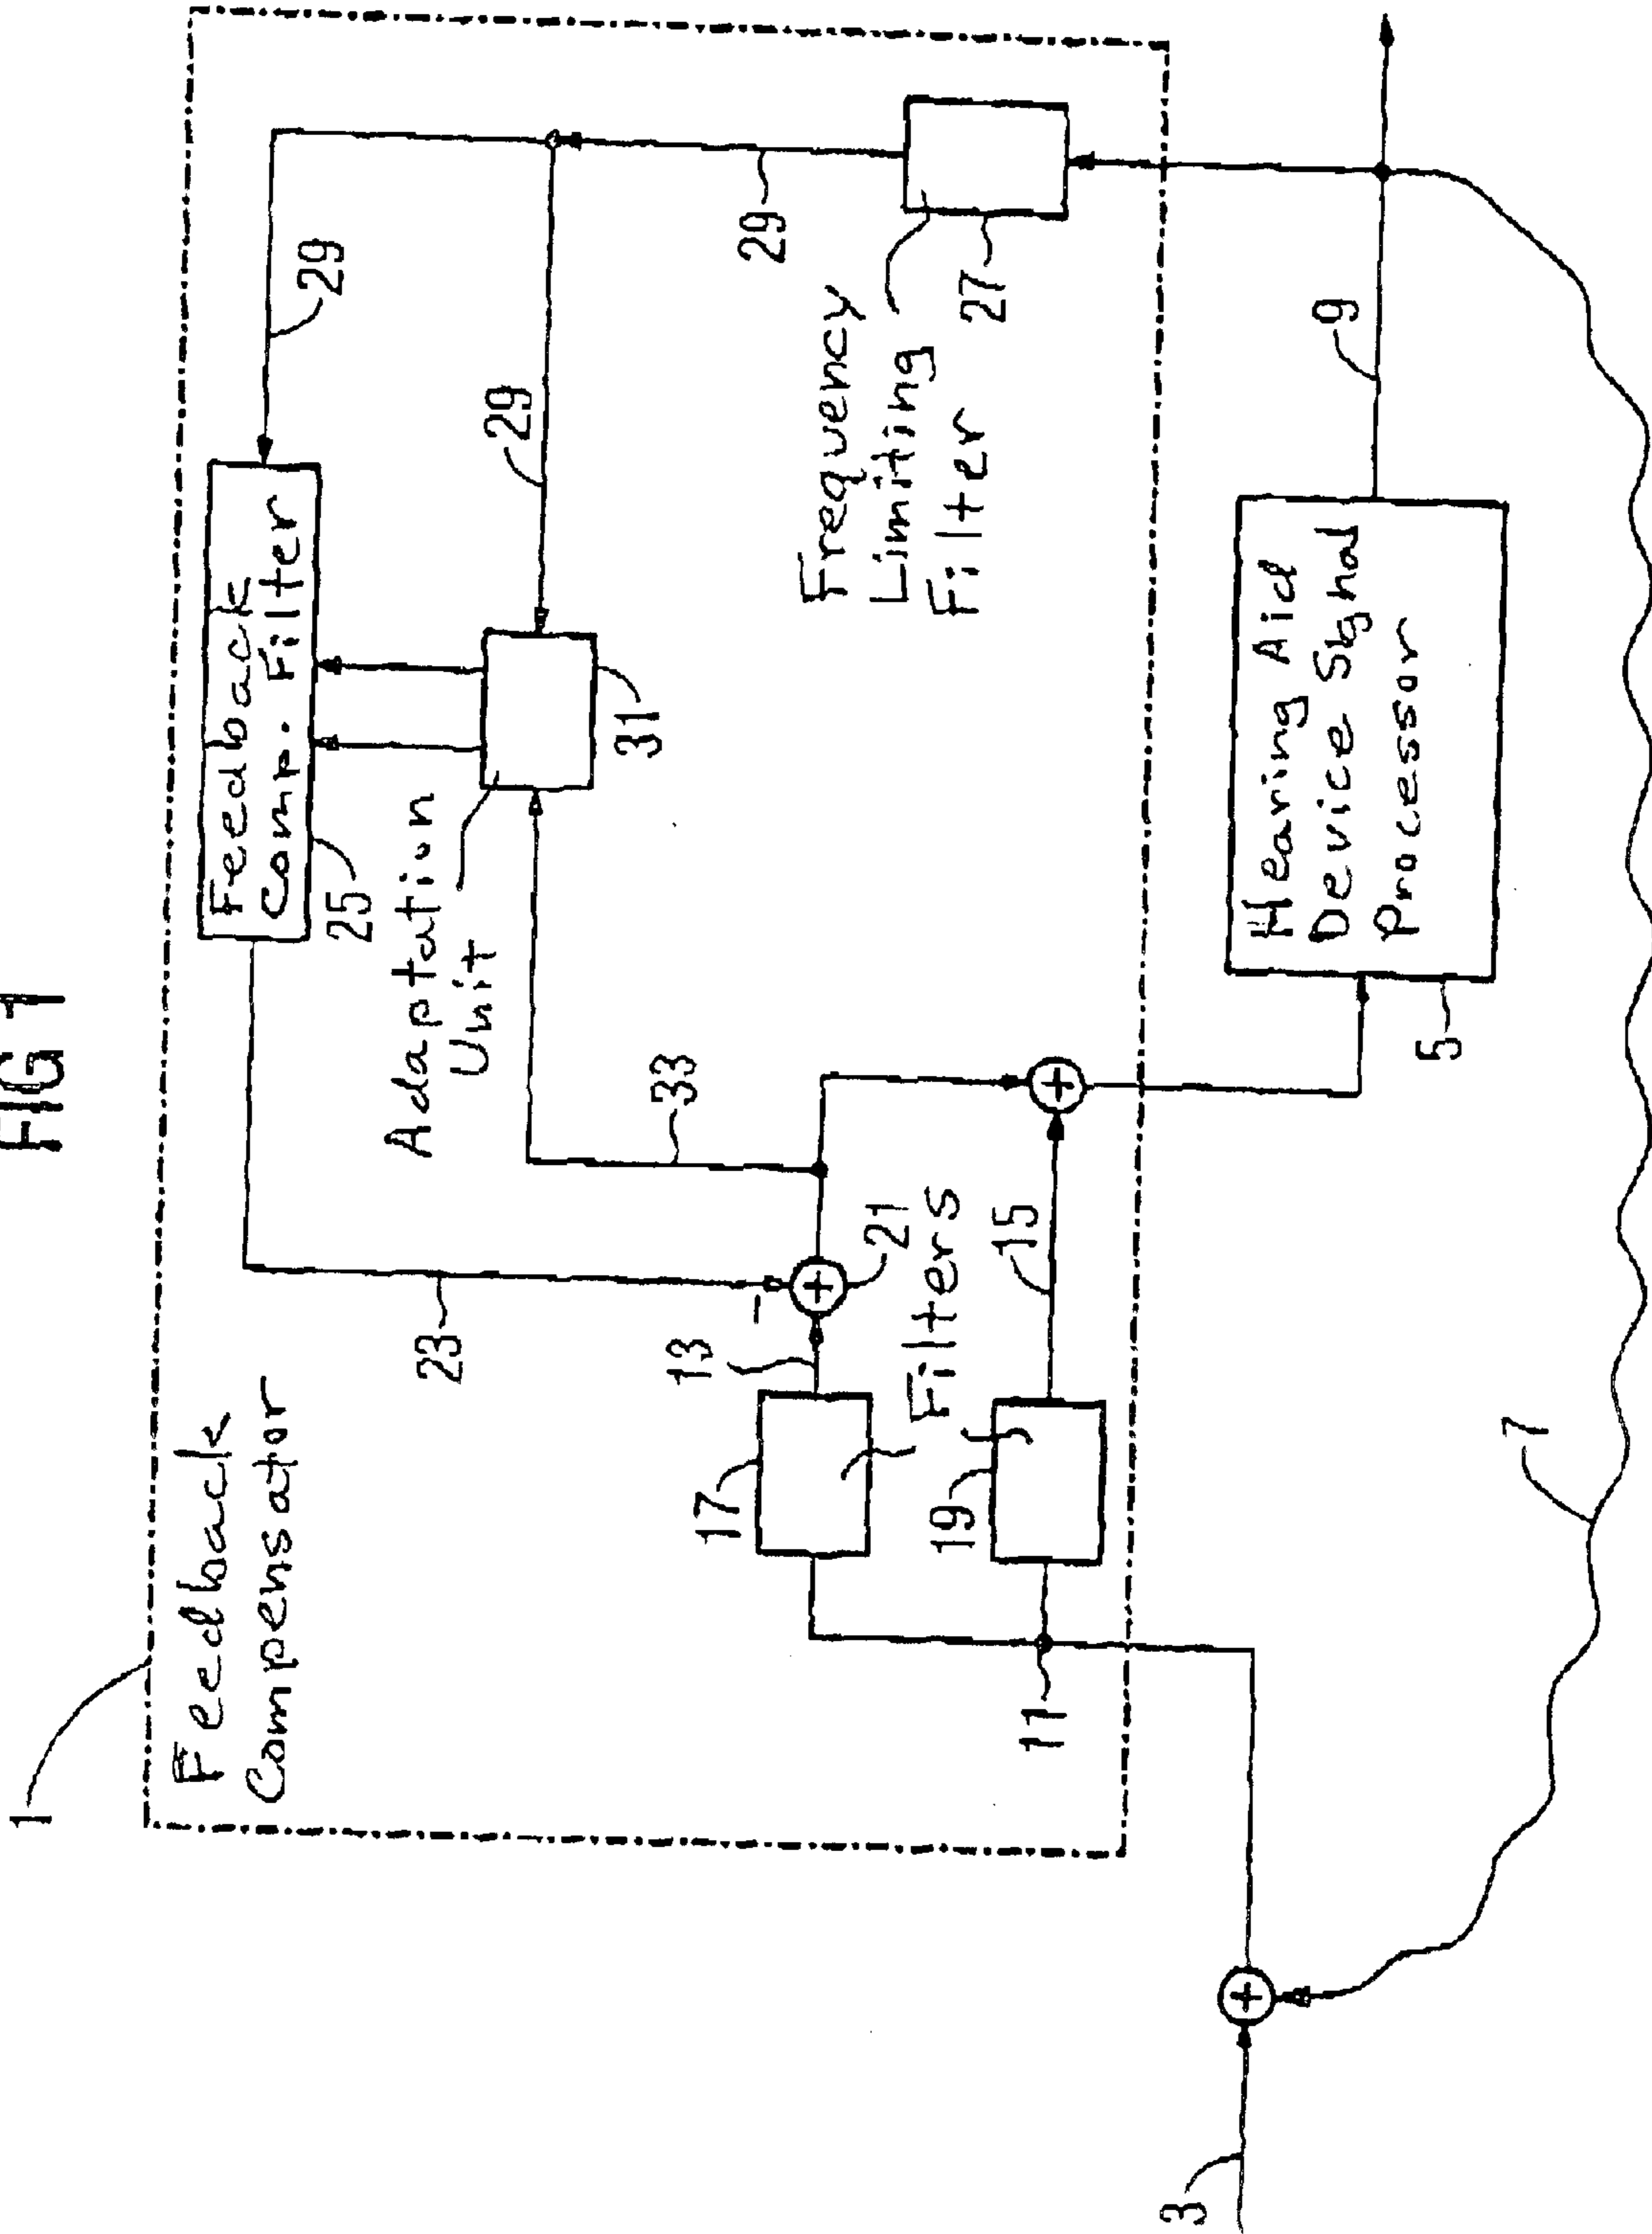 FIG 1
1
Feedback
Compensator
Feedback
Comp. Filter
25
29
23
Adaptation
Unit
31
29
33
29
Frequency
Limiting
Filter
27
13
-
+
21
17
Filters
19
15
+
11
Hearing Aid
Device Signal
Processor
5
9
3
+
7